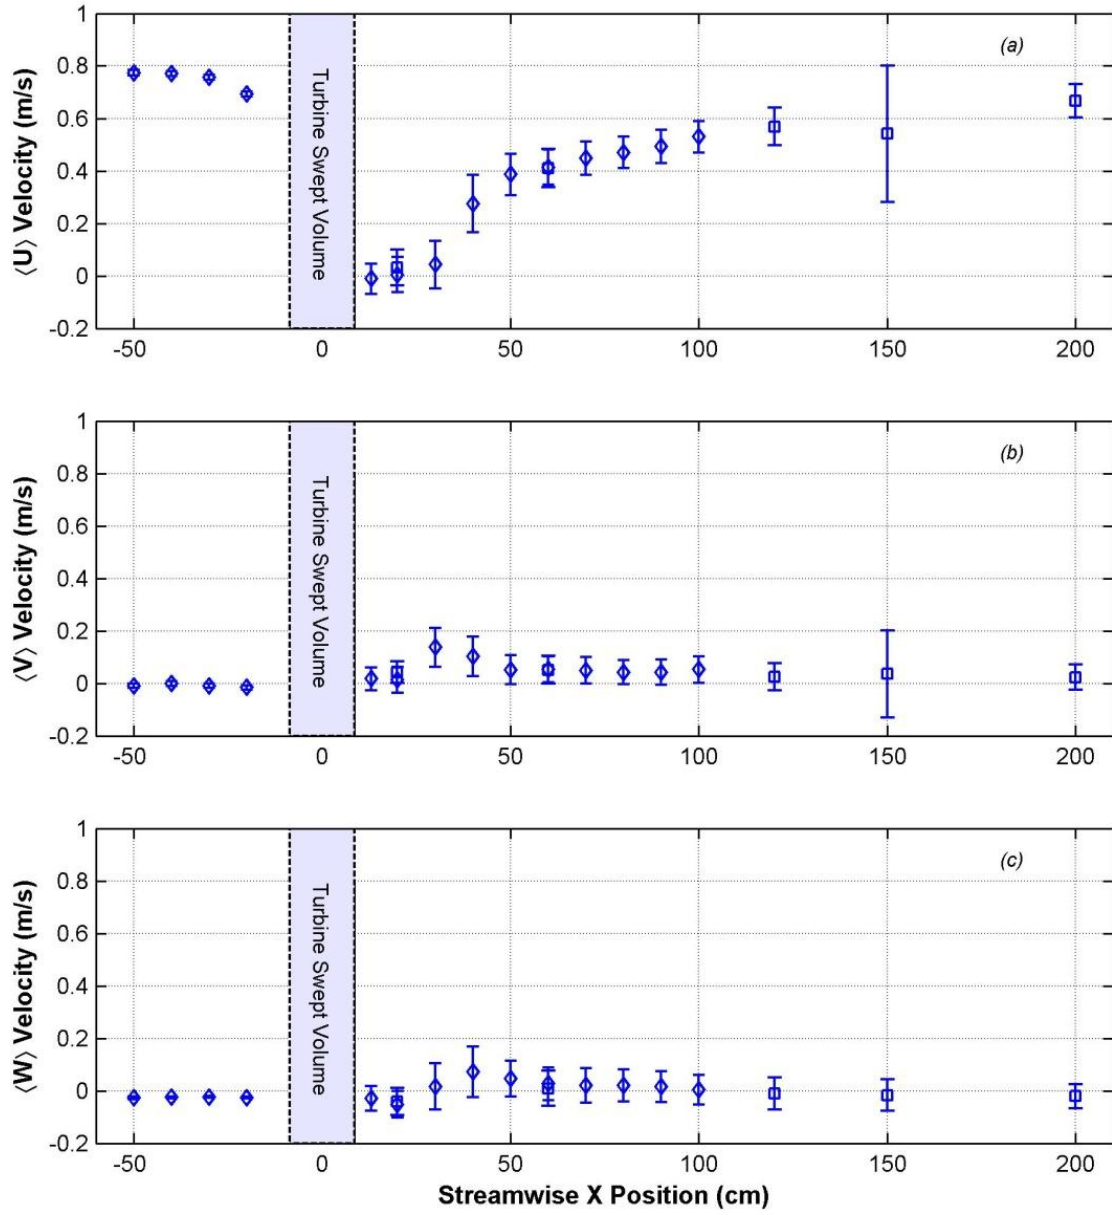 1
(a)
0.8
0.6
0.4
0.2
0
-0.2
⟨U⟩ Velocity (m/s)
Turbine Swept Volume
-50 0 50 100 150 200
1
(b)
0.8
0.6
0.4
0.2
0
-0.2
⟨V⟩ Velocity (m/s)
Turbine Swept Volume
-50 0 50 100 150 200
1
(c)
0.8
0.6
0.4
0.2
0
-0.2
⟨W⟩ Velocity (m/s)
Turbine Swept Volume
-50 0 50 100 150 200
Streamwise X Position (cm)